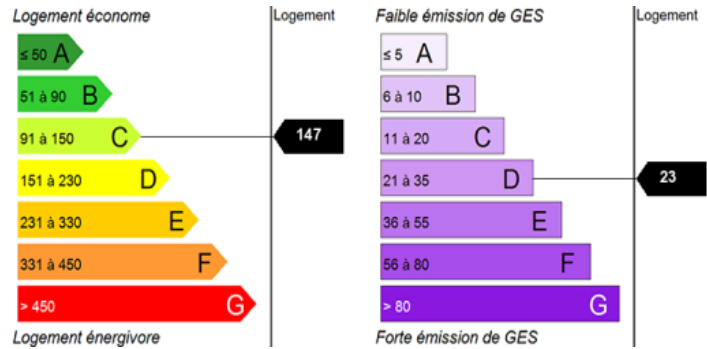 Logement économe
Logement
≤ 50 A
51 à 90 B
91 à 150 C
147
151 à 230 D
231 à 330 E
331 à 450 F
> 450 G
Logement énergivore
Faible émission de GES
Logement
≤ 5 A
6 à 10 B
11 à 20 C
21 à 35 D
23
36 à 55 E
56 à 80 F
> 80 G
Forte émission de GES